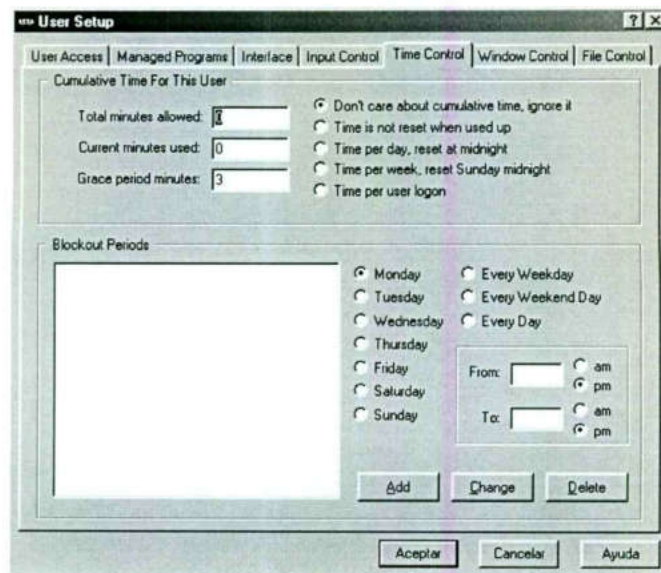 User Setup
User Access Managed Programs Interface Input Control Time Control Window Control File Control
Cumulative Time For This User
Total minutes allowed: 0
Current minutes used: 0
Grace period minutes: 3
Don't care about cumulative time, ignore it
Time is not reset when used up
Time per day, reset at midnight
Time per week, reset Sunday midnight
Time per user logon
Blockout Periods
Monday
Tuesday
Wednesday
Thursday
Friday
Saturday
Sunday
Every Weekday
Every Weekend Day
Every Day
From: am
pm
To: am
pm
Add Change Delete
Aceptar Cancelar Ayuda